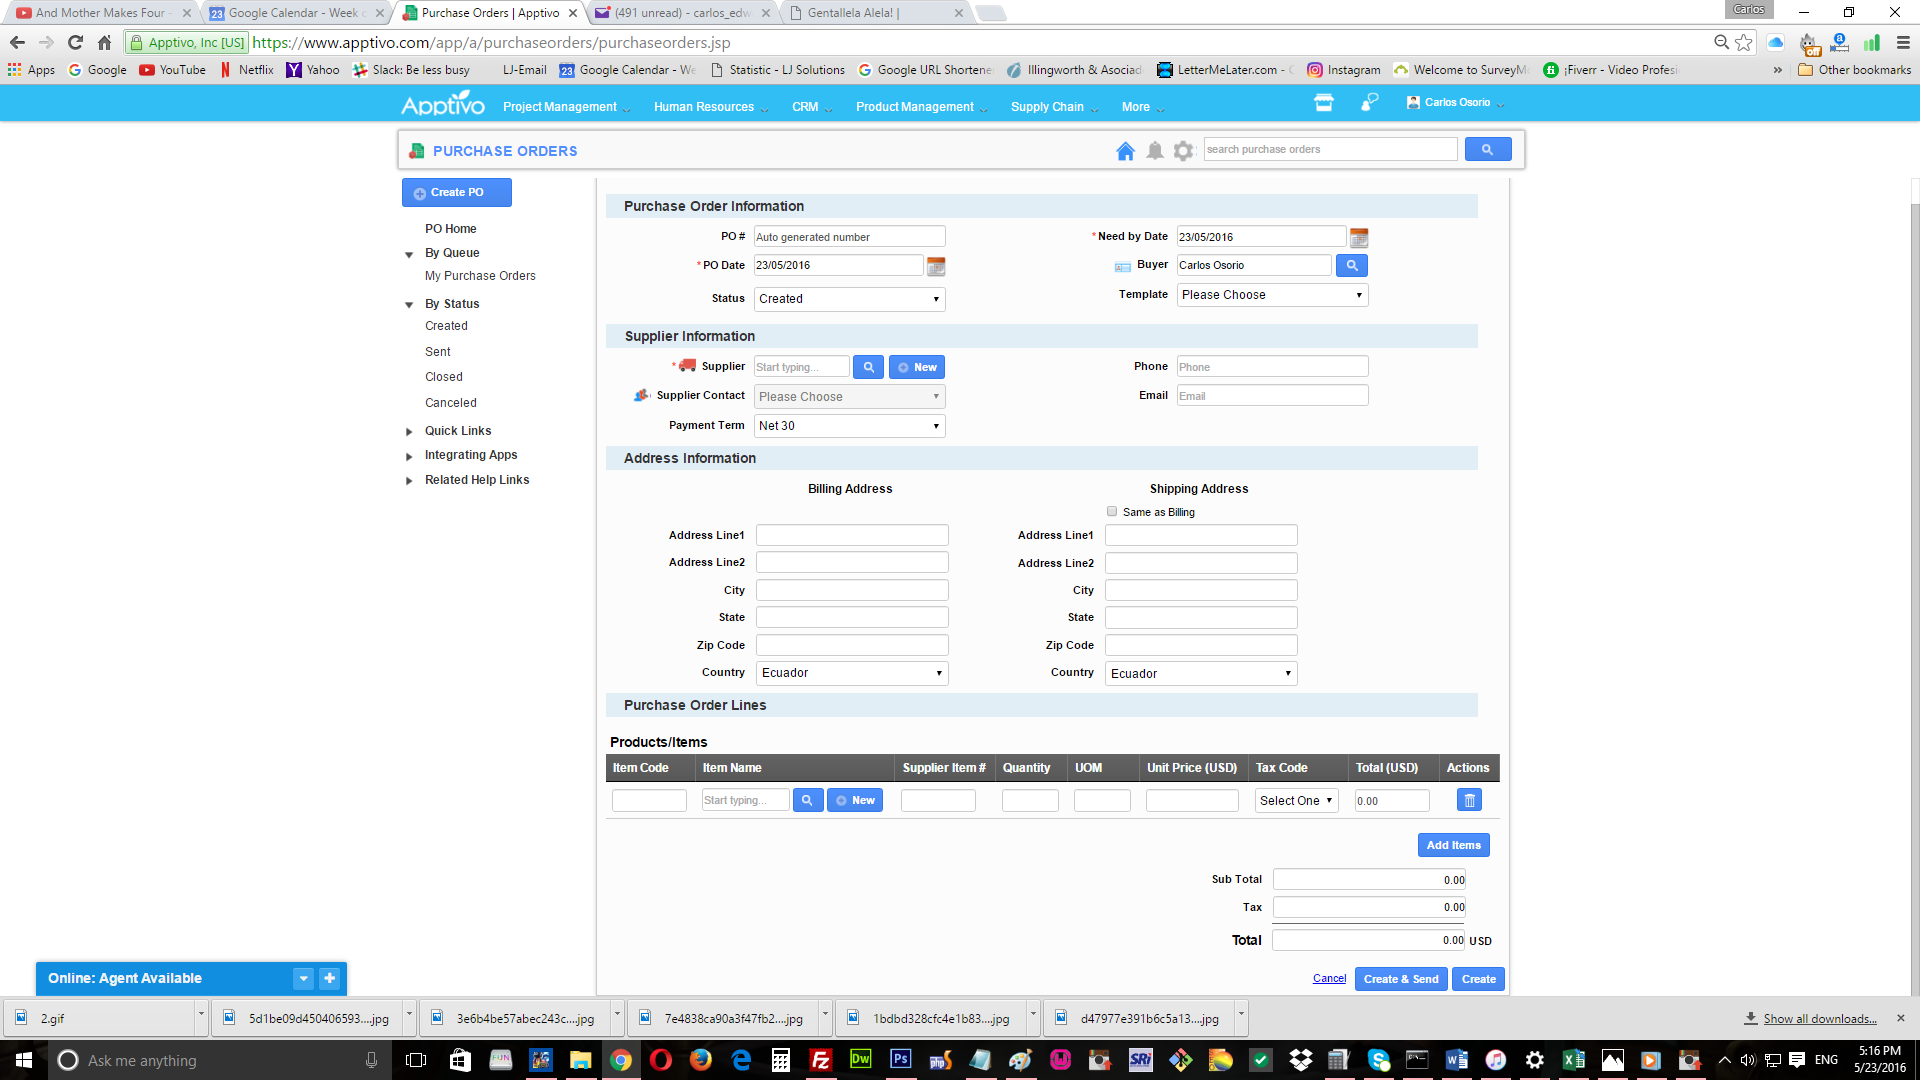 And Mother Makes Four -
Google Calendar - Week
Purchase Orders | Apptivo
(491 unread) - carlos_edw
Gentallela Alela! |
Carlos
Apptivo, Inc [US] https://www.apptivo.com/app/a/purchaseorders/purchaseorders.jsp
Apps Google YouTube Netflix Yahoo Slack: Be less busy LJ-Email Google Calendar - We Statistic - LJ Solutions Google URL Shortene Illingworth & Asociad LetterMeLater.com - Instagram Welcome to SurveyM ¡Fiverr - Video Profesi » Other bookmarks
Apptivo Project Management Human Resources CRM Product Management Supply Chain More Carlos Osorio
PURCHASE ORDERS
search purchase orders
Create PO
PO Home
By Queue
My Purchase Orders
By Status
Created
Sent
Closed
Canceled
Quick Links
Integrating Apps
Related Help Links
Purchase Order Information
PO # Auto generated number
*Need by Date 23/05/2016
*PO Date 23/05/2016
Buyer Carlos Osorio
Status Created
Template Please Choose
Supplier Information
* Supplier Start typing... New
Phone Phone
Supplier Contact Please Choose
Email Email
Payment Term Net 30
Address Information
Billing Address
Shipping Address
Same as Billing
Address Line1 Address Line1
Address Line2 Address Line2
City City
State State
Zip Code Zip Code
Country Ecuador Country Ecuador
Purchase Order Lines
Products/Items
Item Code Item Name Supplier Item # Quantity UOM Unit Price (USD) Tax Code Total (USD) Actions
Start typing... New Select One 0.00
Add Items
Sub Total 0.00
Tax 0.00
Total 0.00 USD
Cancel Create & Send Create
Online: Agent Available
2.gif
5d1be09d450406593....jpg
3e6b4be57abec243c....jpg
7e4838ca90a3f47fb2....jpg
1bdbd328cfc4e1b83....jpg
d47977e391b6c5a13....jpg
Show all downloads...
Ask me anything
FUN
Dw
Ps
php
SRi
ENG
5:16 PM
5/23/2016